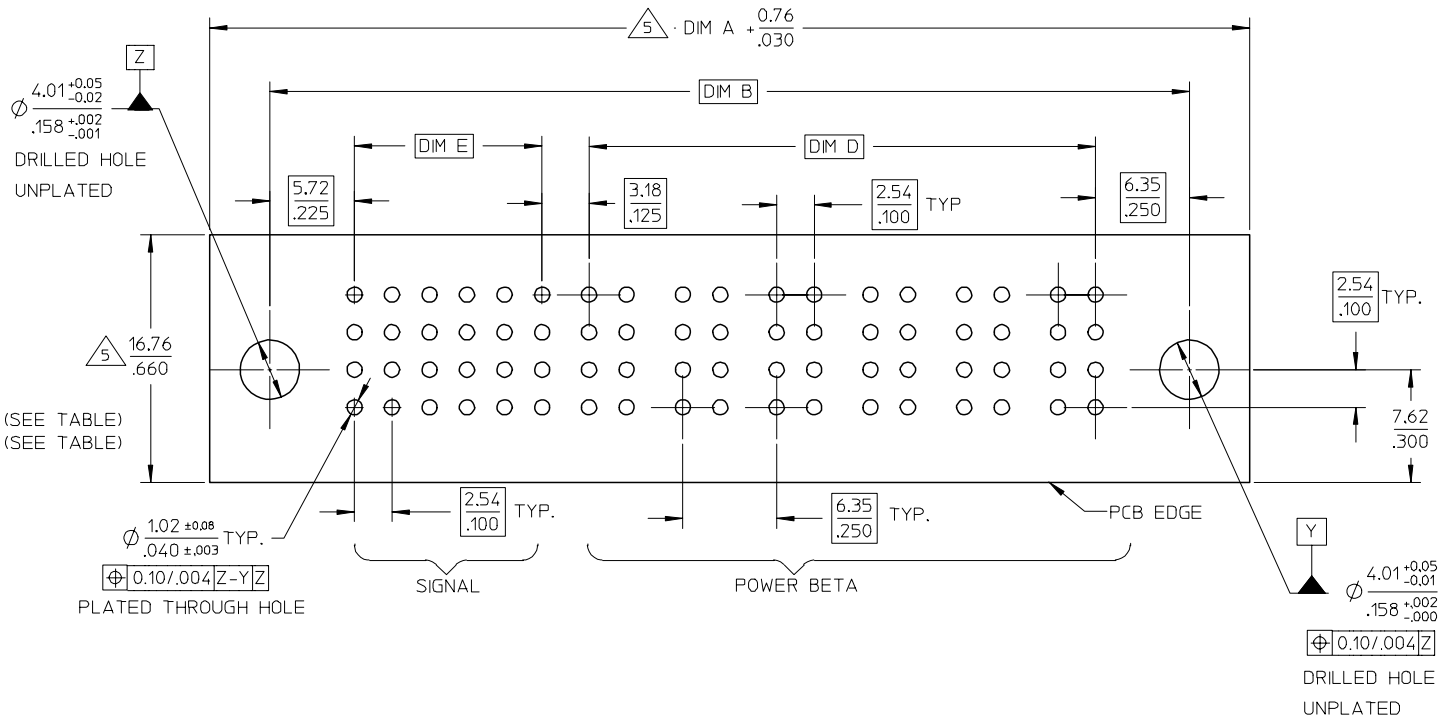 5 DIM A + 0.76
.030
Z
Ø 4.01 +0.05 -0.02
.158 +.002 -.001
DRILLED HOLE
UNPLATED
DIM B
DIM E
DIM D
5.72
.225
3.18
.125
2.54
.100 TYP
6.35
.250
2.54
.100 TYP.
5 16.76
.660
7.62
.300
(SEE TABLE)
(SEE TABLE)
2.54
.100 TYP.
6.35
.250 TYP.
PCB EDGE
Ø 1.02 ±0.08
.040 ±.003 TYP.
⌖ 0.10/.004 Z-Y Z
PLATED THROUGH HOLE
SIGNAL
POWER BETA
Y
Ø 4.01 +0.05 -0.01
.158 +.002 -.000
⌖ 0.10/.004 Z
DRILLED HOLE
UNPLATED